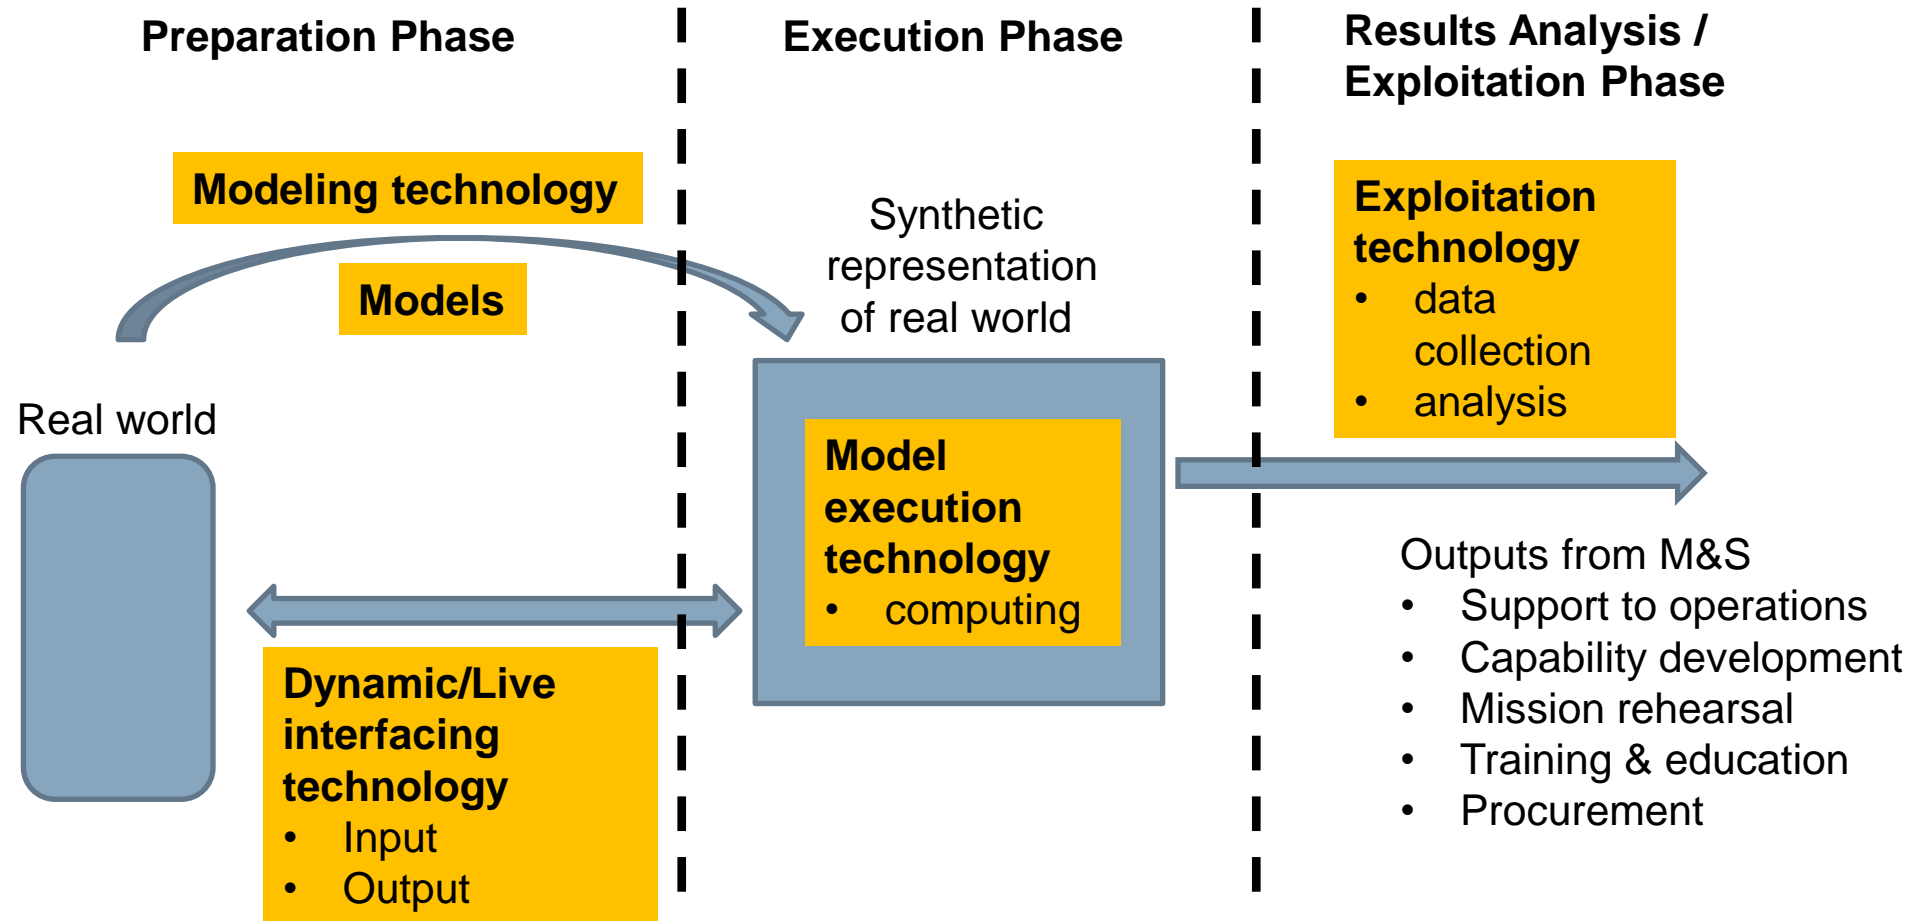 Preparation Phase
Execution Phase
Results Analysis /
Exploitation Phase
Modeling technology
Models
Real world
Dynamic/Live
interfacing
technology
• Input
• Output
Synthetic
representation
of real world
Model
execution
technology
• computing
Exploitation
technology
• data
collection
• analysis
Outputs from M&S
• Support to operations
• Capability development
• Mission rehearsal
• Training & education
• Procurement